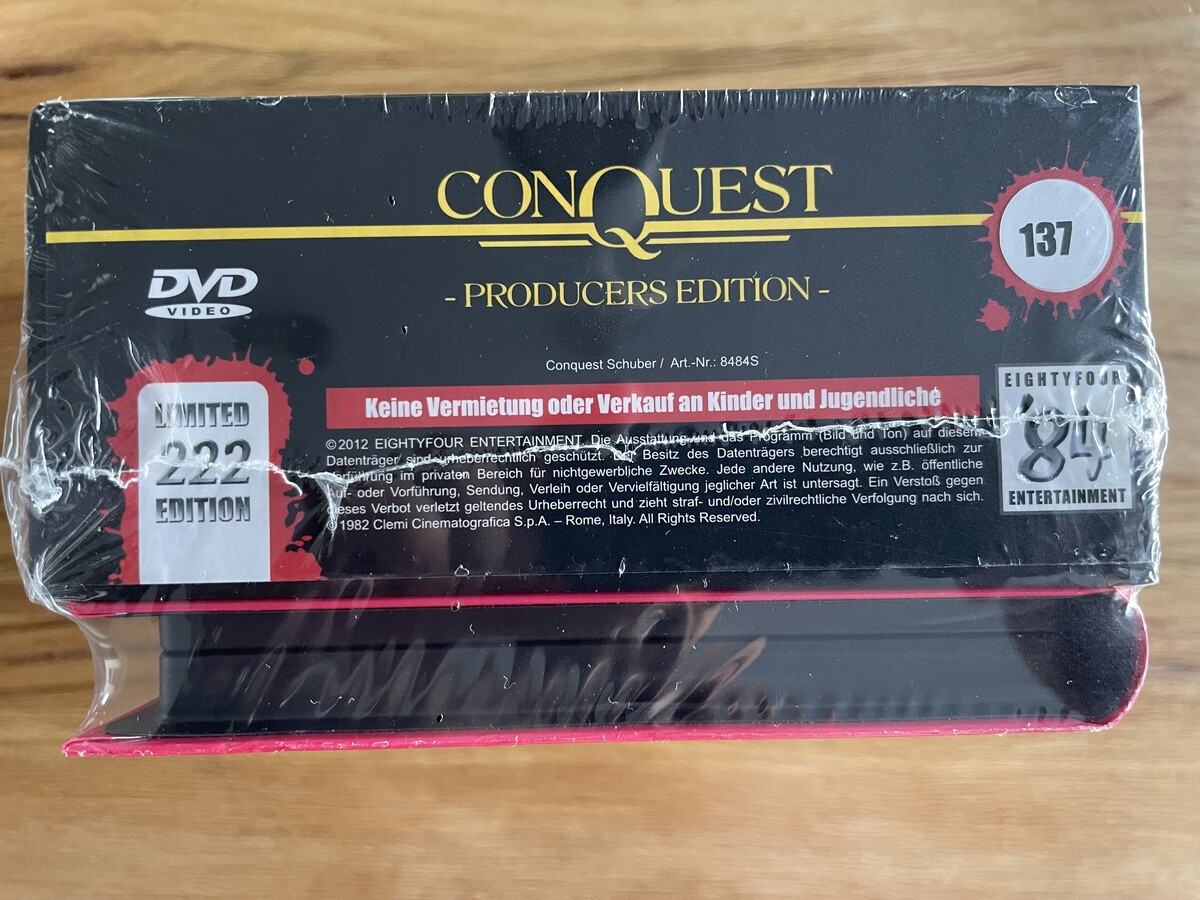 CONQUEST
137
DVD
VIDEO
- PRODUCERS EDITION -
Conquest Schuber / Art.-Nr.: 8484S
Keine Vermietung oder Verkauf an Kinder und Jugendliche
LIMITED
222
EDITION
©2012 EIGHTYFOUR ENTERTAINMENT. Die Ausstattung und das Programm (Bild und Ton) auf diesem
Datenträger sind urheberrechtlich geschützt. Der Besitz des Datenträgers berechtigt ausschließlich zur
Vorführung im privaten Bereich für nichtgewerbliche Zwecke. Jede andere Nutzung, wie z.B. öffentliche
Auf- oder Vorführung, Sendung, Verleih oder Vervielfältigung jeglicher Art ist untersagt. Ein Verstoß gegen
dieses Verbot verletzt geltendes Urheberrecht und zieht straf- und/oder zivilrechtliche Verfolgung nach sich.
© 1982 Clemi Cinematografica S.p.A. – Rome, Italy. All Rights Reserved.
EIGHTYFOUR
84
ENTERTAINMENT